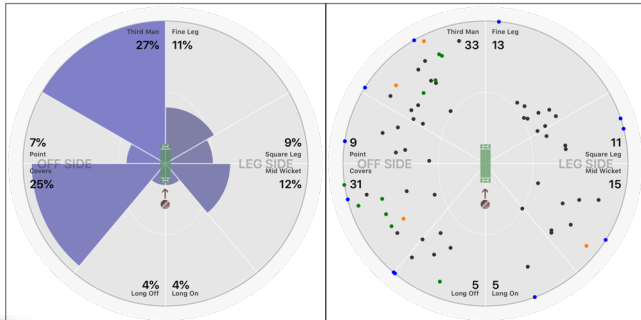 Third Man
27%
Fine Leg
11%
7%
Point
OFF SIDE
Covers
25%
9%
Square Leg
LEG SIDE
Mid Wicket
12%
4%
Long Off
4%
Long On
Third Man
33
Fine Leg
13
9
Point
OFF SIDE
Covers
31
11
Square Leg
LEG SIDE
Mid Wicket
15
5
Long Off
5
Long On